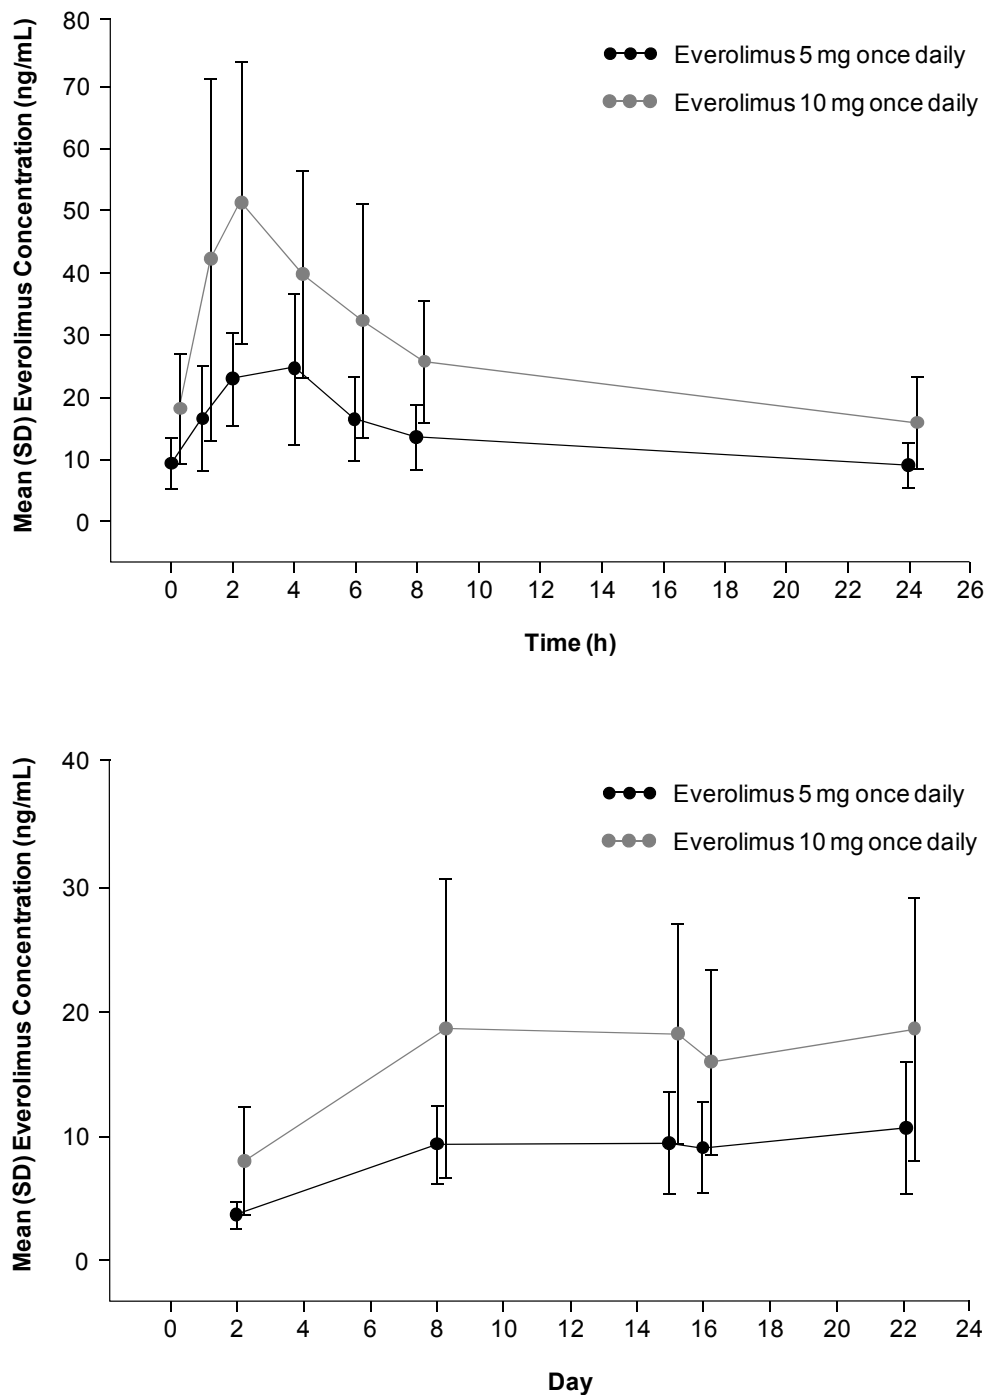 Mean (SD) Everolimus Concentration (ng/mL)
80
70
60
50
40
30
20
10
0
Everolimus 5 mg once daily
Everolimus 10 mg once daily
0 2 4 6 8 10 12 14 16 18 20 22 24 26
Time (h)
Mean (SD) Everolimus Concentration (ng/mL)
40
30
20
10
0
Everolimus 5 mg once daily
Everolimus 10 mg once daily
0 2 4 6 8 10 12 14 16 18 20 22 24
Day